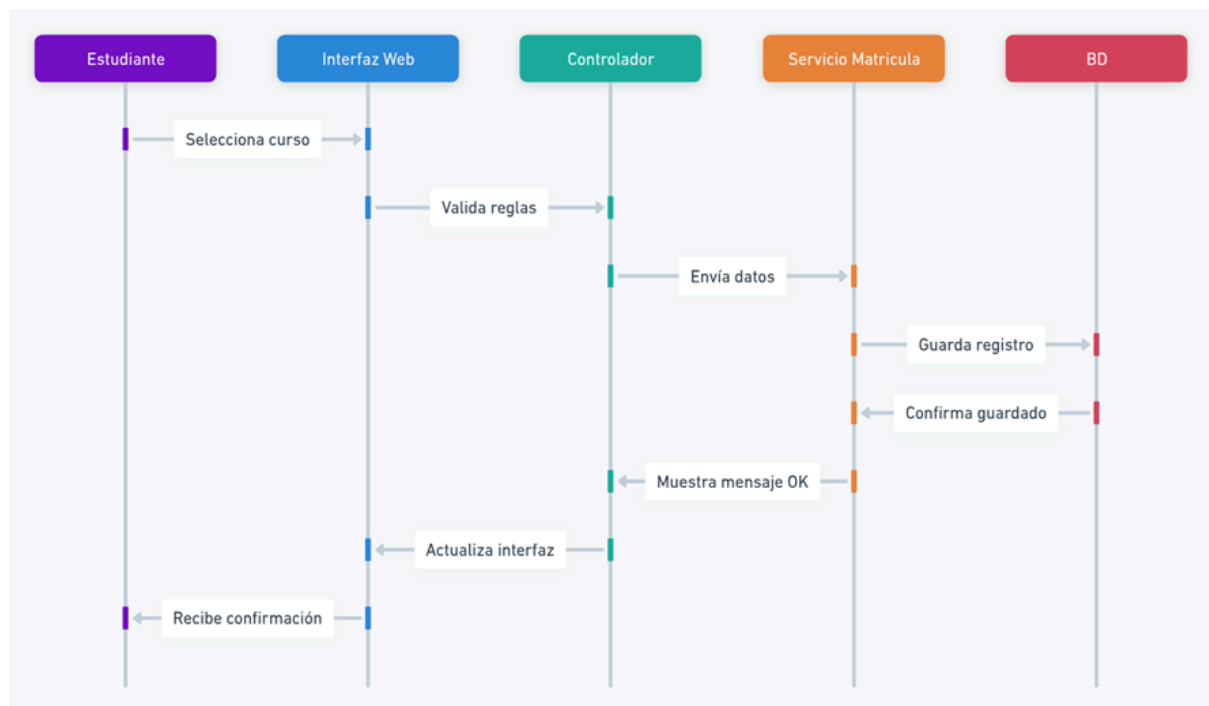 Estudiante
Interfaz Web
Controlador
Servicio Matricula
BD
Selecciona curso
Valida reglas
Envía datos
Guarda registro
Confirma guardado
Muestra mensaje OK
Actualiza interfaz
Recibe confirmación